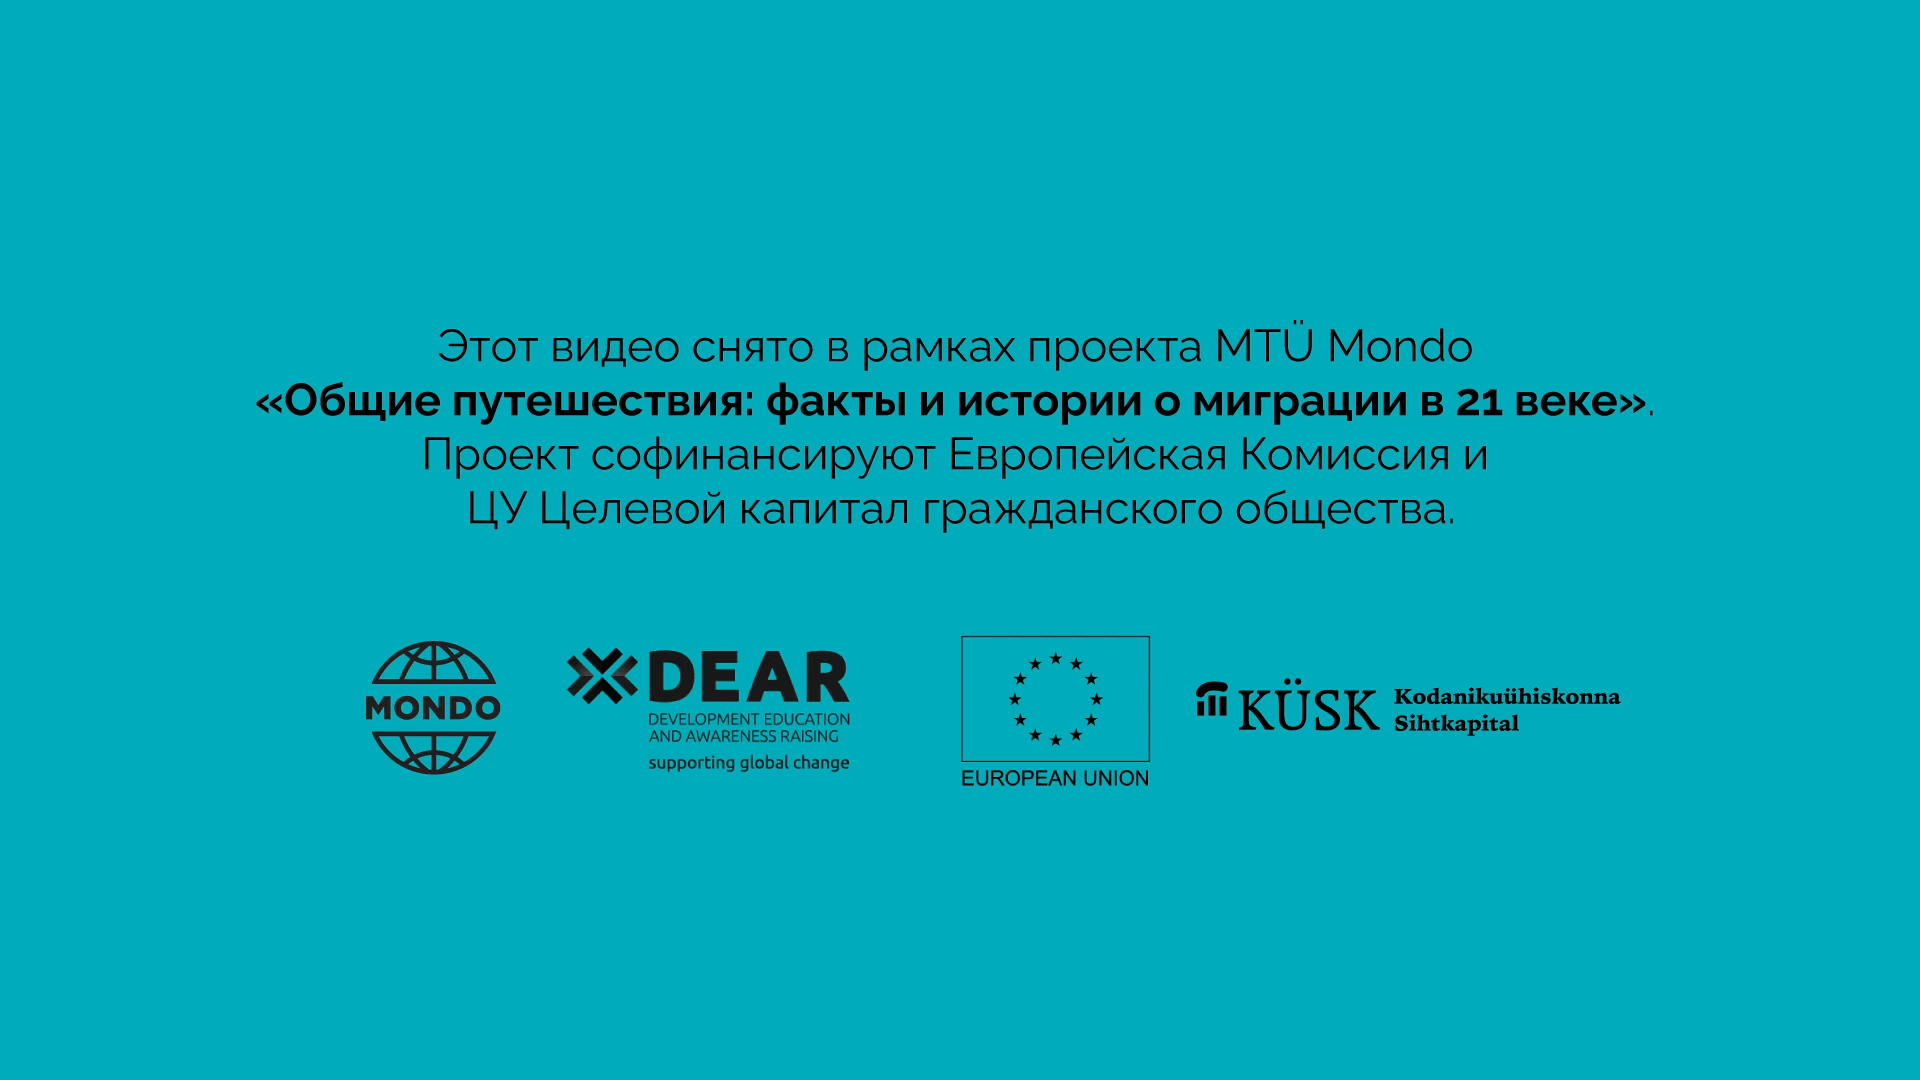 Этот видео снято в рамках проекта MTÜ Mondo
«Общие путешествия: факты и истории о миграции в 21 веке».
Проект софинансируют Европейская Комиссия и
ЦУ Целевой капитал гражданского общества.
MONDO
DEAR
DEVELOPMENT EDUCATION
AND AWARENESS RAISING
supporting global change
EUROPEAN UNION
KÜSK
Kodanikuühiskonna
Sihtkapital